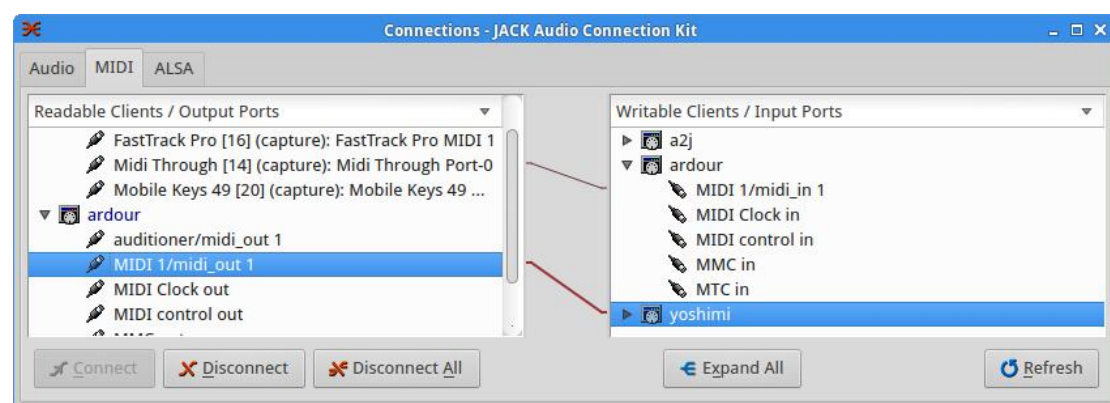 Connections - JACK Audio Connection Kit
Audio MIDI ALSA
Readable Clients / Output Ports
FastTrack Pro [16] (capture): FastTrack Pro MIDI 1
Midi Through [14] (capture): Midi Through Port-0
Mobile Keys 49 [20] (capture): Mobile Keys 49 ...
ardour
auditioner/midi_out 1
MIDI 1/midi_out 1
MIDI Clock out
MIDI control out
Writable Clients / Input Ports
a2j
ardour
MIDI 1/midi_in 1
MIDI Clock in
MIDI control in
MMC in
MTC in
yoshimi
Connect Disconnect Disconnect All Expand All Refresh